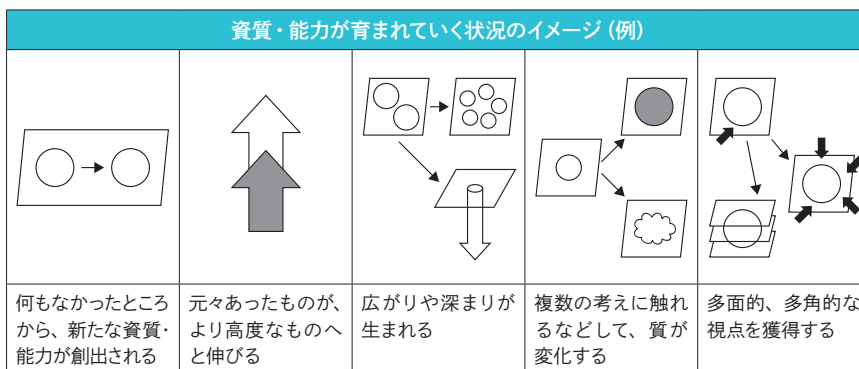 資質・能力が育まれていく状況のイメージ（例）
何もなかったところ
から、新たな資質・
能力が創出される
元々あったものが、
より高度なものへ
と伸びる
広がりや深まりが
生まれる
複数の考えに触れ
るなどして、質が
変化する
多面的、多角的な
視点を獲得する